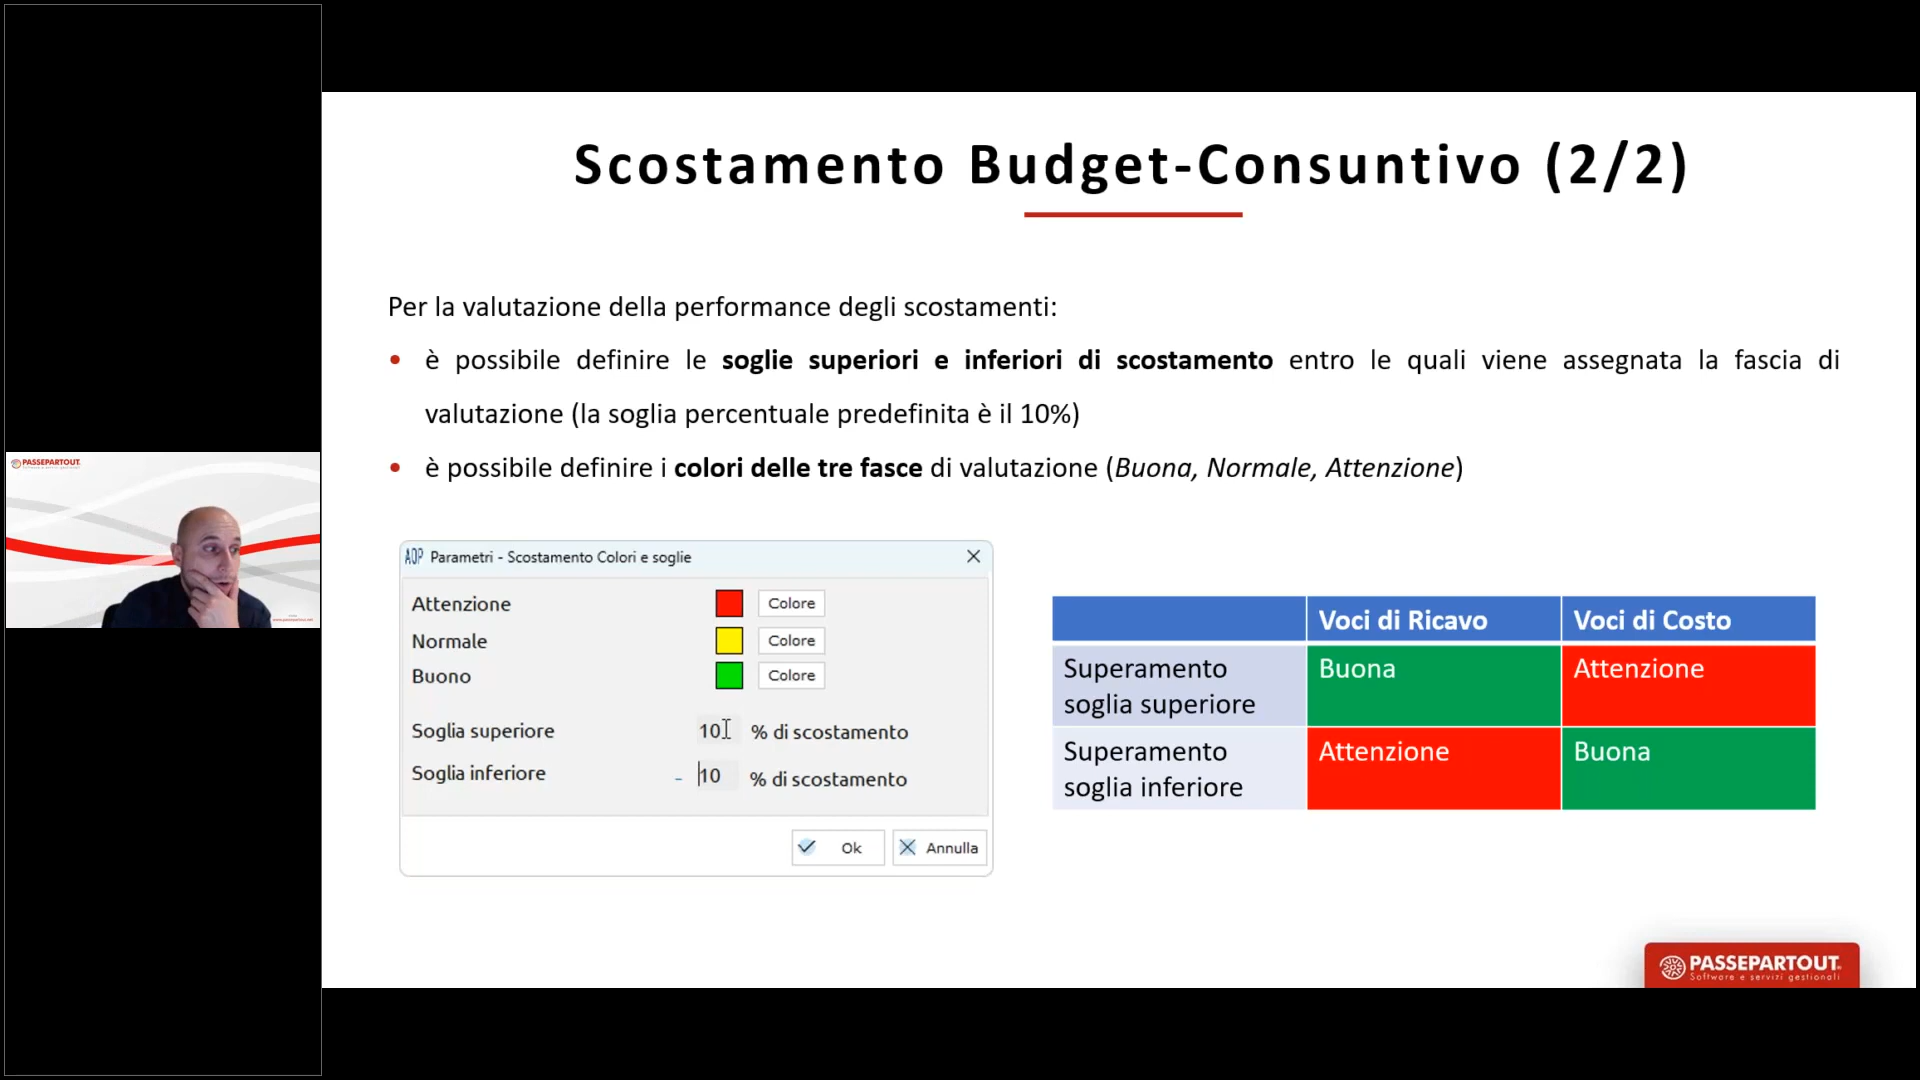 Scostamento Budget-Consuntivo (2/2)
Per la valutazione della performance degli scostamenti:
• è possibile definire le soglie superiori e inferiori di scostamento entro le quali viene assegnata la fascia di
valutazione (la soglia percentuale predefinita è il 10%)
• è possibile definire i colori delle tre fasce di valutazione (Buona, Normale, Attenzione)
PASSEPARTOUT
AOP Parametri - Scostamento Colori e soglie
Attenzione Colore
Normale Colore
Buono Colore
Soglia superiore 10 % di scostamento
Soglia inferiore - 10 % di scostamento
Ok Annulla
Voci di Ricavo Voci di Costo
Superamento
soglia superiore
Buona Attenzione
Superamento
soglia inferiore
Attenzione Buona
PASSEPARTOUT
Software e servizi gestionali